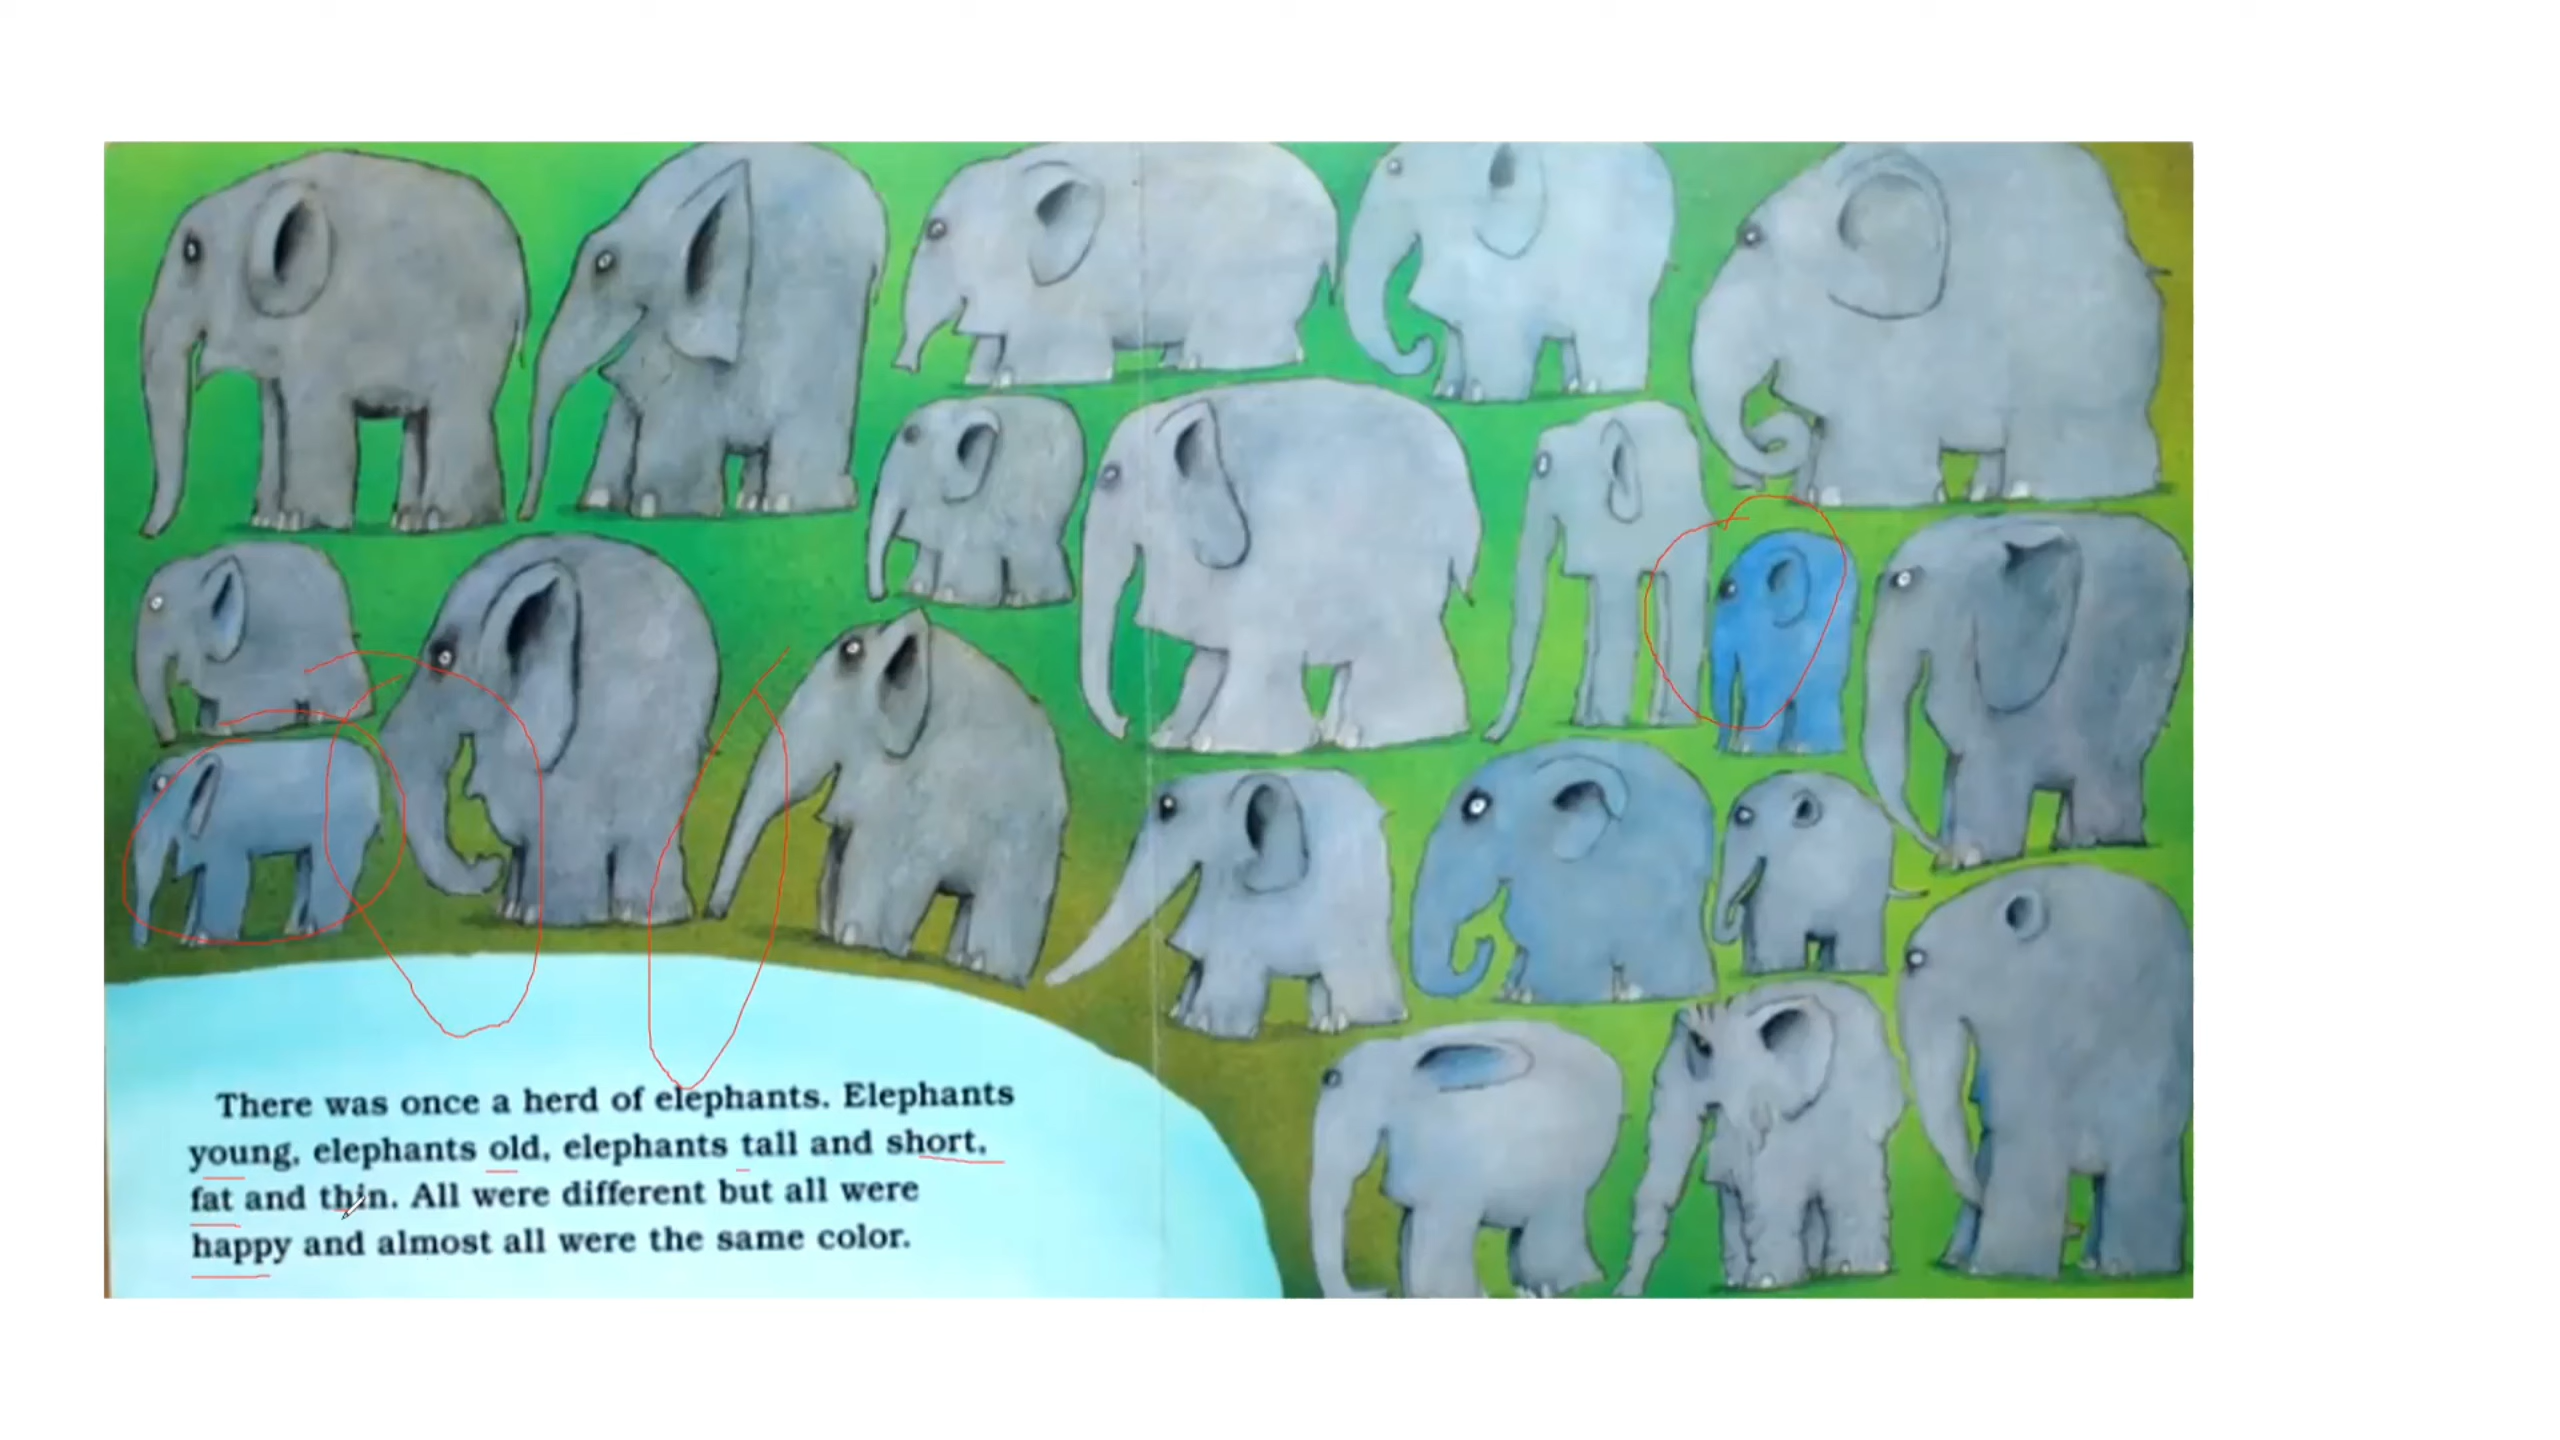 There was once a herd of elephants. Elephants
young, elephants old, elephants tall and short,
fat and thin. All were different but all were
happy and almost all were the same color.